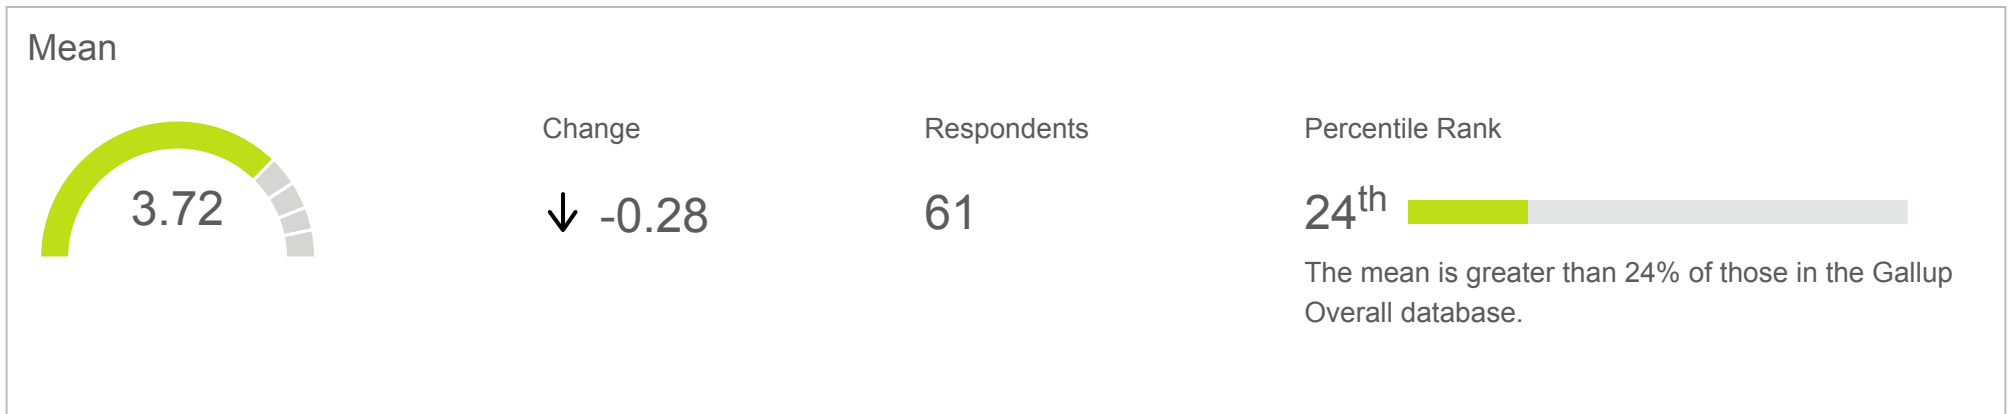 Mean
Change
Respondents
Percentile Rank
3.72
-0.28
61
24th
The mean is greater than 24% of those in the Gallup
Overall database.